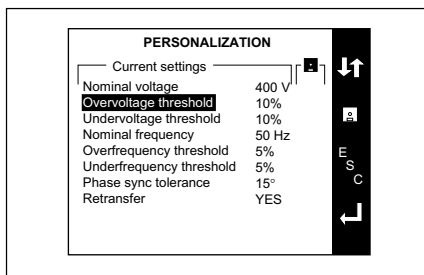 PERSONALIZATION
Current settings
Nominal voltage 400 V
Overvoltage threshold 10%
Undervoltage threshold 10%
Nominal frequency 50 Hz
Overfrequency threshold 5%
Underfrequency threshold 5%
Phase sync tolerance 15°
Retransfer YES
ESC